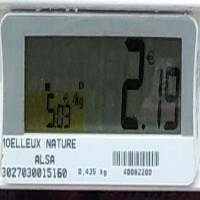 €
2.19
5.03 €/kg
MOELLEUX NATURE
ALSA
3027030015160 0,435 kg 40082200